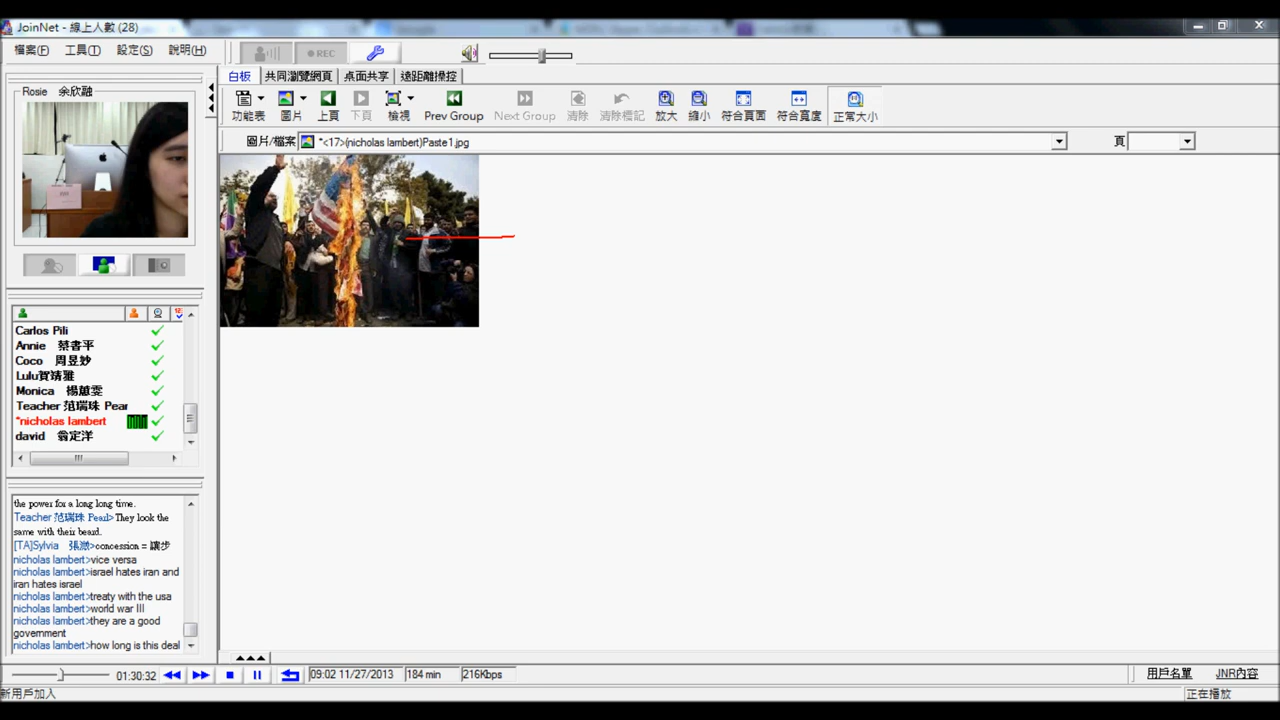 JoinNet - 線上人數 (28)
檔案(F) 工具(T) 設定(S) 說明(H)
REC
白板 共同瀏覽網頁 桌面共享 遠距離操控
功能表 圖片 上頁 下頁 檢視 Prev Group Next Group 清除 清除標記 放大 縮小 符合頁面 符合寬度 正常大小
圖片/檔案 *<17>(nicholas lambert)Paste1.jpg 頁
Rosie 余欣融
Carlos Pili
Annie 蔡書平
Coco 周昱妙
Lulu賀靖雅
Monica 楊蕙雯
Teacher 范瑞珠 Pear
*nicholas lambert
david 翁定洋
the power for a long long time.
Teacher 范瑞珠 Pearl>They look the
same with their beard.
[TA]Sylvia 張瀲>concession = 讓步
nicholas lambert>vice versa
nicholas lambert>israel hates iran and
iran hates israel
nicholas lambert>treaty with the usa
nicholas lambert>world war III
nicholas lambert>they are a good
government
nicholas lambert>how long is this deal
01:30:32 09:02 11/27/2013 184 min 216Kbps 用戶名單 JNR內容
新用戶加入 正在播放